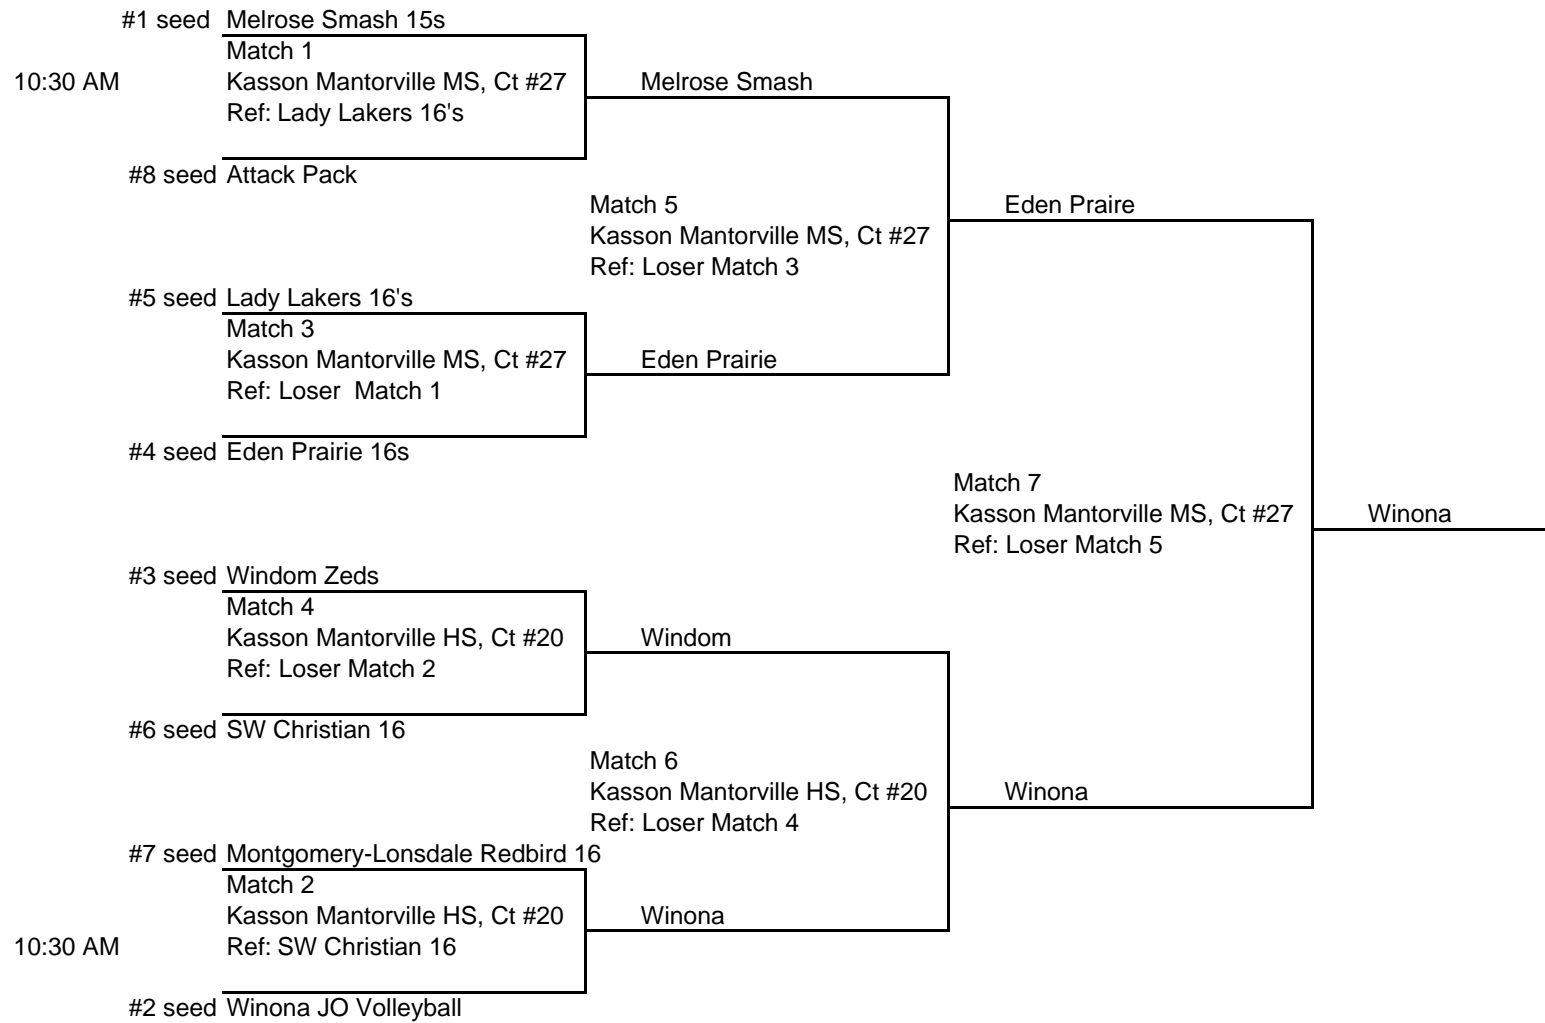 #1 seed Melrose Smash 15s
Match 1
10:30 AM Kasson Mantorville MS, Ct #27 Melrose Smash
Ref: Lady Lakers 16's
#8 seed Attack Pack
Match 5 Eden Praire
Kasson Mantorville MS, Ct #27
Ref: Loser Match 3
#5 seed Lady Lakers 16's
Match 3
Kasson Mantorville MS, Ct #27 Eden Prairie
Ref: Loser  Match 1
#4 seed Eden Prairie 16s
Match 7
Kasson Mantorville MS, Ct #27 Winona
Ref: Loser Match 5
#3 seed Windom Zeds
Match 4
Kasson Mantorville HS, Ct #20 Windom
Ref: Loser Match 2
#6 seed SW Christian 16
Match 6
Kasson Mantorville HS, Ct #20 Winona
Ref: Loser Match 4
#7 seed Montgomery-Lonsdale Redbird 16
Match 2
Kasson Mantorville HS, Ct #20 Winona
10:30 AM Ref: SW Christian 16
#2 seed Winona JO Volleyball